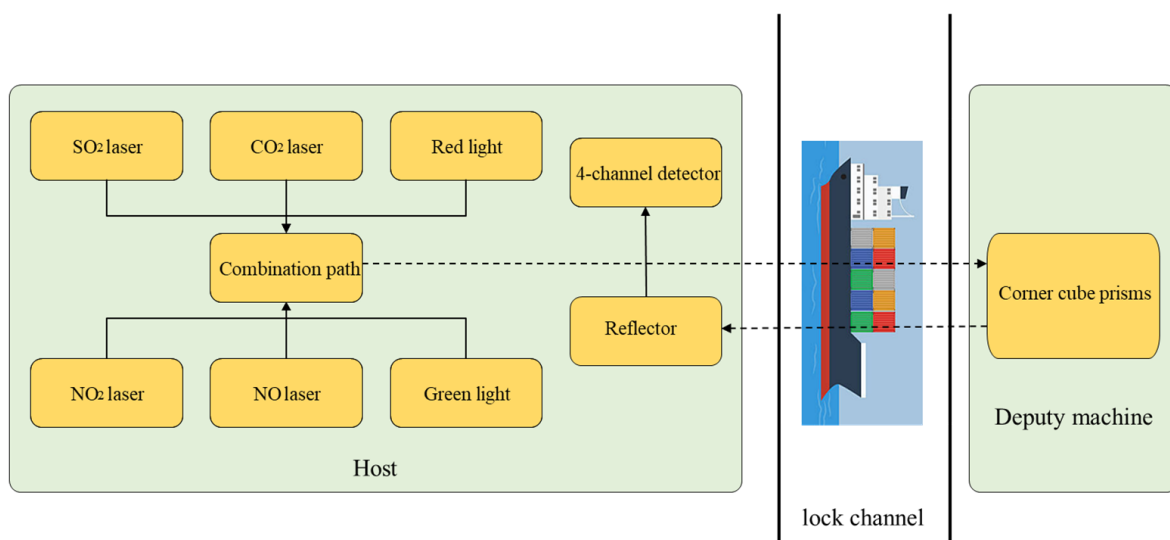 SO₂ laser
CO₂ laser
Red light
4-channel detector
Combination path
Corner cube prisms
Reflector
NO₂ laser
NO laser
Green light
Deputy machine
Host
lock channel